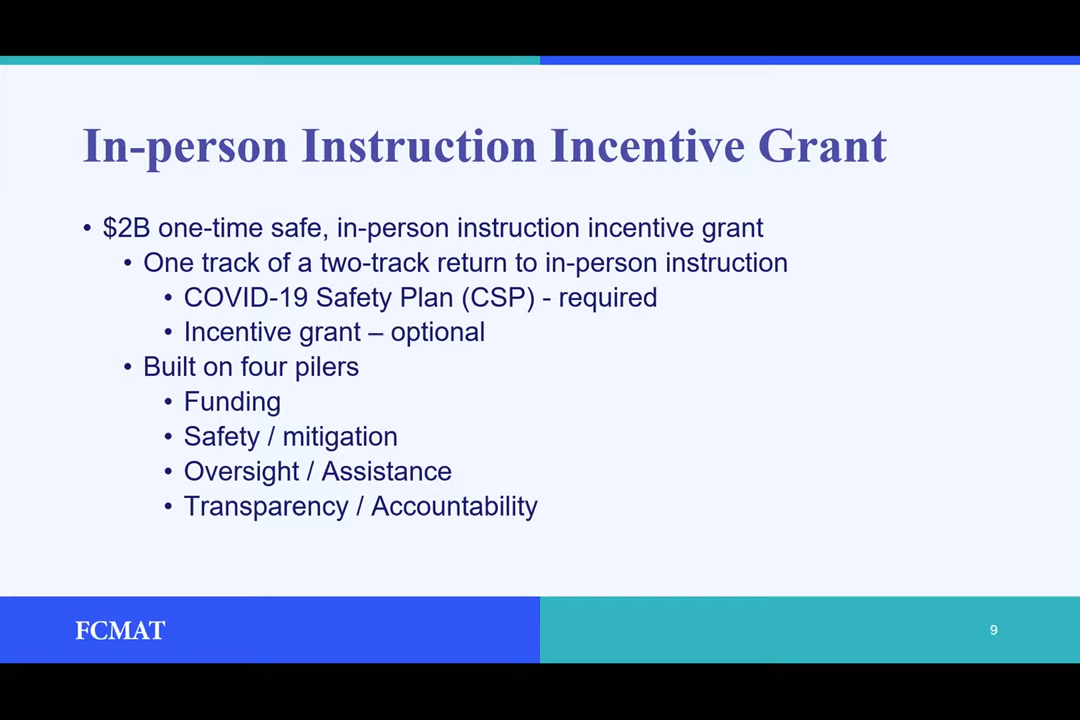 In-person Instruction Incentive Grant
• $2B one-time safe, in-person instruction incentive grant
• One track of a two-track return to in-person instruction
• COVID-19 Safety Plan (CSP) - required
• Incentive grant – optional
• Built on four pilers
• Funding
• Safety / mitigation
• Oversight / Assistance
• Transparency / Accountability
FCMAT
9